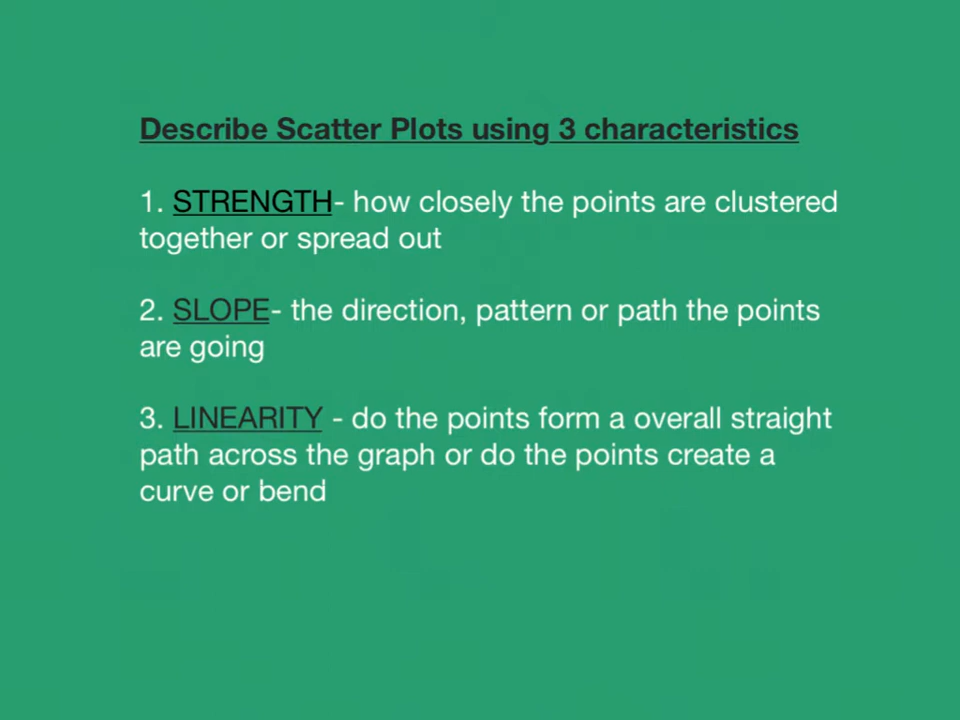 Describe Scatter Plots using 3 characteristics
1. STRENGTH- how closely the points are clustered
together or spread out
2. SLOPE- the direction, pattern or path the points
are going
3. LINEARITY - do the points form a overall straight
path across the graph or do the points create a
curve or bend